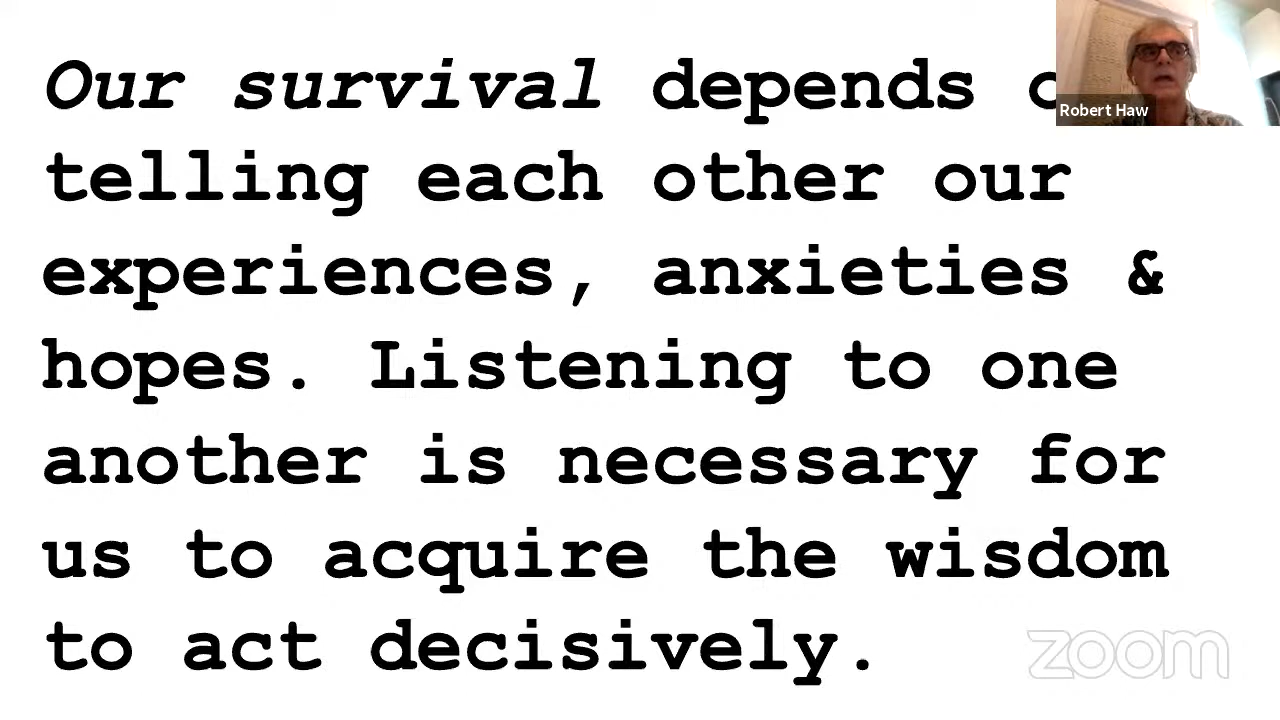 Our survival depends
telling each other our
experiences, anxieties &
hopes. Listening to one
another is necessary for
us to acquire the wisdom
to act decisively.
Robert Haw
zoom